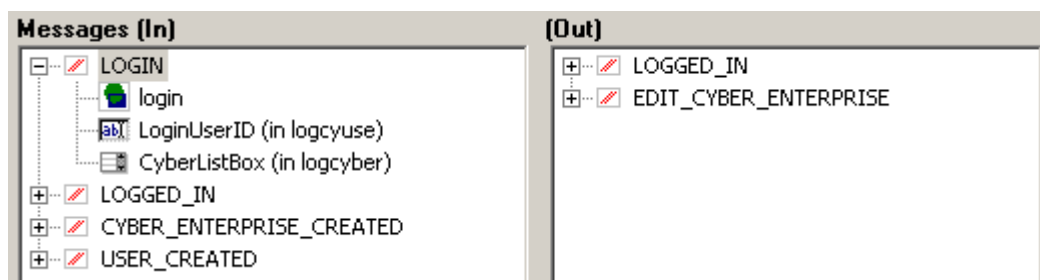 Messages (In)
LOGIN
login
LoginUserID (in logcyuse)
CyberListBox (in logcyber)
LOGGED_IN
CYBER_ENTERPRISE_CREATED
USER_CREATED
(Out)
LOGGED_IN
EDIT_CYBER_ENTERPRISE